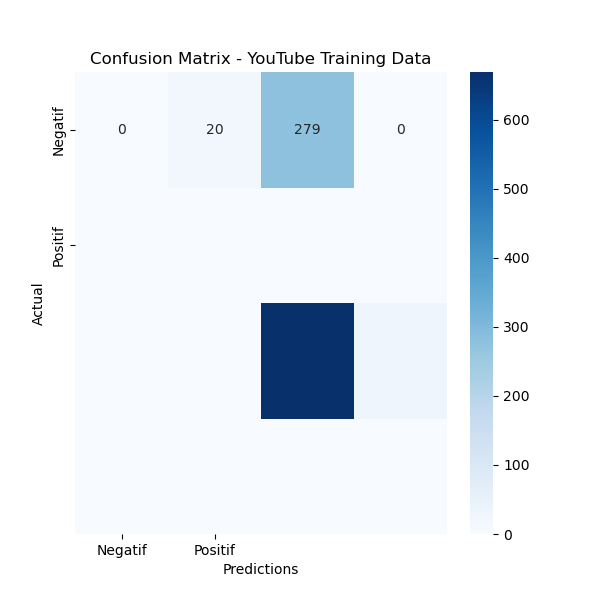 Confusion Matrix - YouTube Training Data
Negatif
0 20 279 0
Positif
Actual
Negatif Positif
Predictions
600
500
400
300
200
100
0